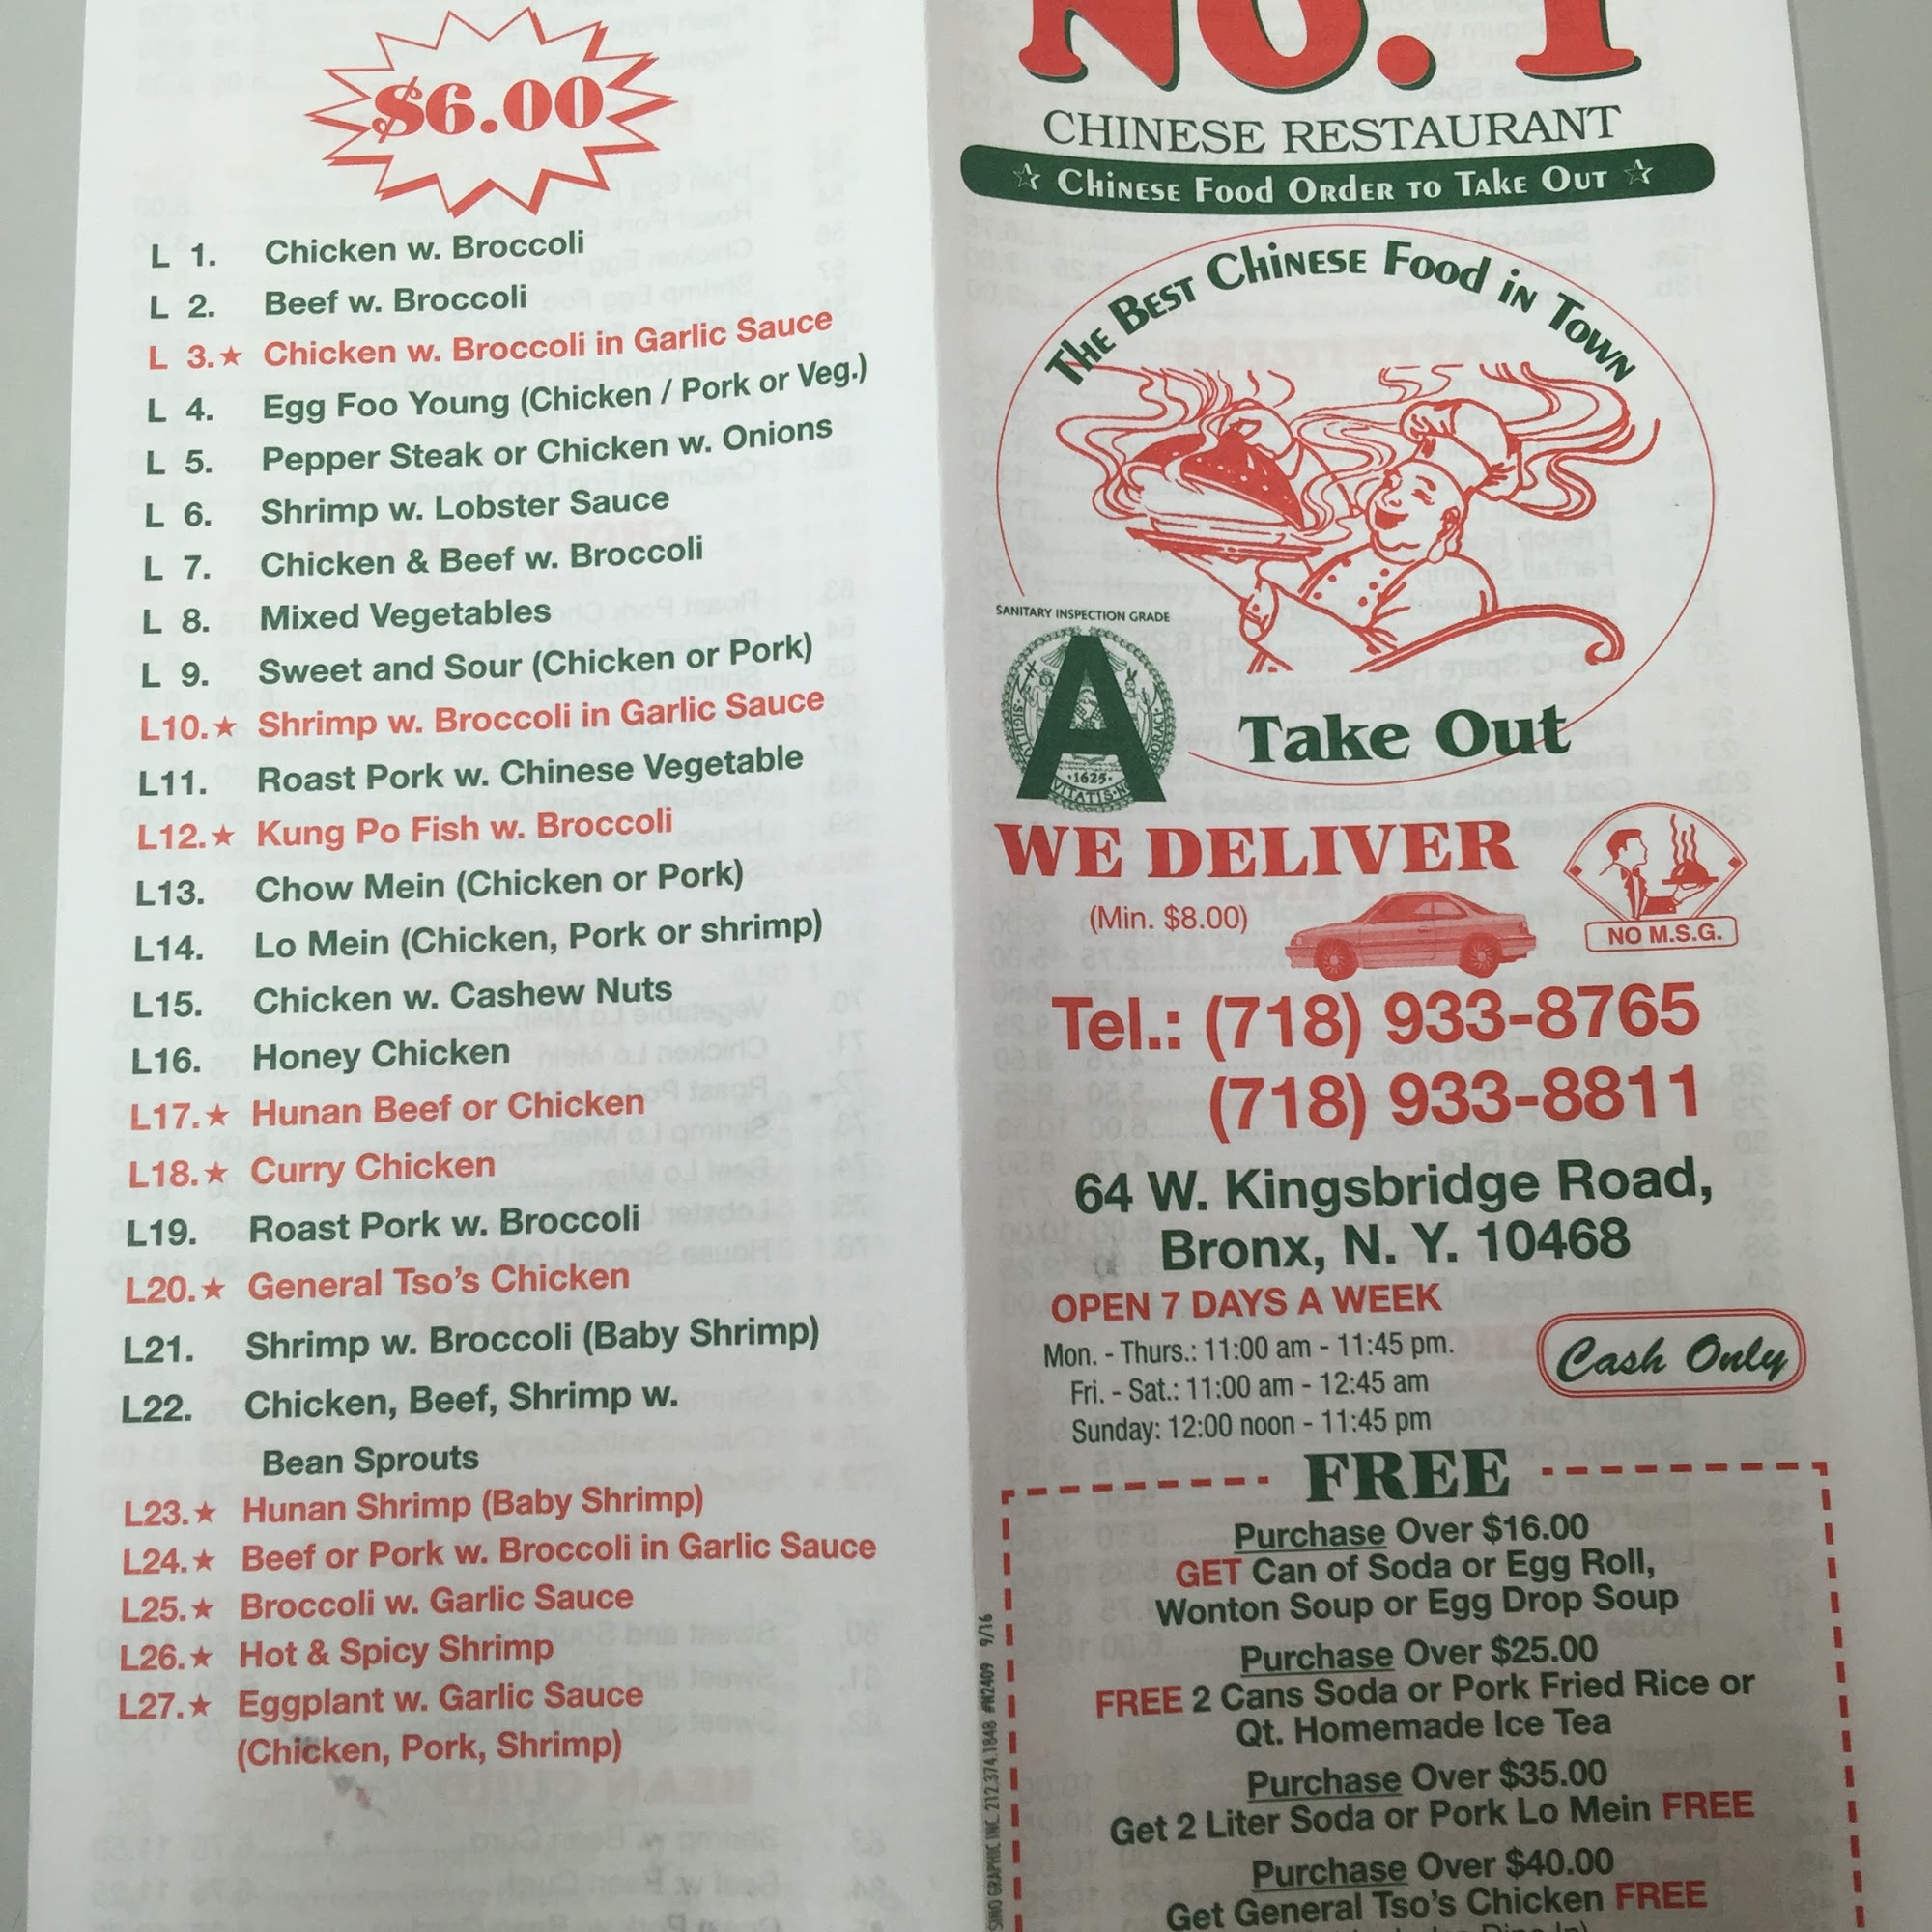 $6.00
L 1. Chicken w. Broccoli
L 2. Beef w. Broccoli
L 3.★ Chicken w. Broccoli in Garlic Sauce
L 4. Egg Foo Young (Chicken / Pork or Veg.)
L 5. Pepper Steak or Chicken w. Onions
L 6. Shrimp w. Lobster Sauce
L 7. Chicken & Beef w. Broccoli
L 8. Mixed Vegetables
L 9. Sweet and Sour (Chicken or Pork)
L10.★ Shrimp w. Broccoli in Garlic Sauce
L11. Roast Pork w. Chinese Vegetable
L12.★ Kung Po Fish w. Broccoli
L13. Chow Mein (Chicken or Pork)
L14. Lo Mein (Chicken, Pork or shrimp)
L15. Chicken w. Cashew Nuts
L16. Honey Chicken
L17.★ Hunan Beef or Chicken
L18.★ Curry Chicken
L19. Roast Pork w. Broccoli
L20.★ General Tso's Chicken
L21. Shrimp w. Broccoli (Baby Shrimp)
L22. Chicken, Beef, Shrimp w.
Bean Sprouts
L23.★ Hunan Shrimp (Baby Shrimp)
L24.★ Beef or Pork w. Broccoli in Garlic Sauce
L25.★ Broccoli w. Garlic Sauce
L26.★ Hot & Spicy Shrimp
L27.★ Eggplant w. Garlic Sauce
(Chicken, Pork, Shrimp)
NO. 1
CHINESE RESTAURANT
☆ Chinese Food Order to Take Out ☆
The Best Chinese Food in Town
SANITARY INSPECTION GRADE
A
1625
Take Out
WE DELIVER
(Min. $8.00)
NO M.S.G.
Tel.: (718) 933-8765
(718) 933-8811
64 W. Kingsbridge Road,
Bronx, N. Y. 10468
OPEN 7 DAYS A WEEK
Mon. - Thurs.: 11:00 am - 11:45 pm.
Fri. - Sat.: 11:00 am - 12:45 am
Sunday: 12:00 noon - 11:45 pm
Cash Only
FREE
Purchase Over $16.00
GET Can of Soda or Egg Roll,
Wonton Soup or Egg Drop Soup
Purchase Over $25.00
FREE 2 Cans Soda or Pork Fried Rice or
Qt. Homemade Ice Tea
Purchase Over $35.00
Get 2 Liter Soda or Pork Lo Mein FREE
Purchase Over $40.00
Get General Tso's Chicken FREE
SINO GRAPHIC INC. 212.374.1848 #N2409 9/16